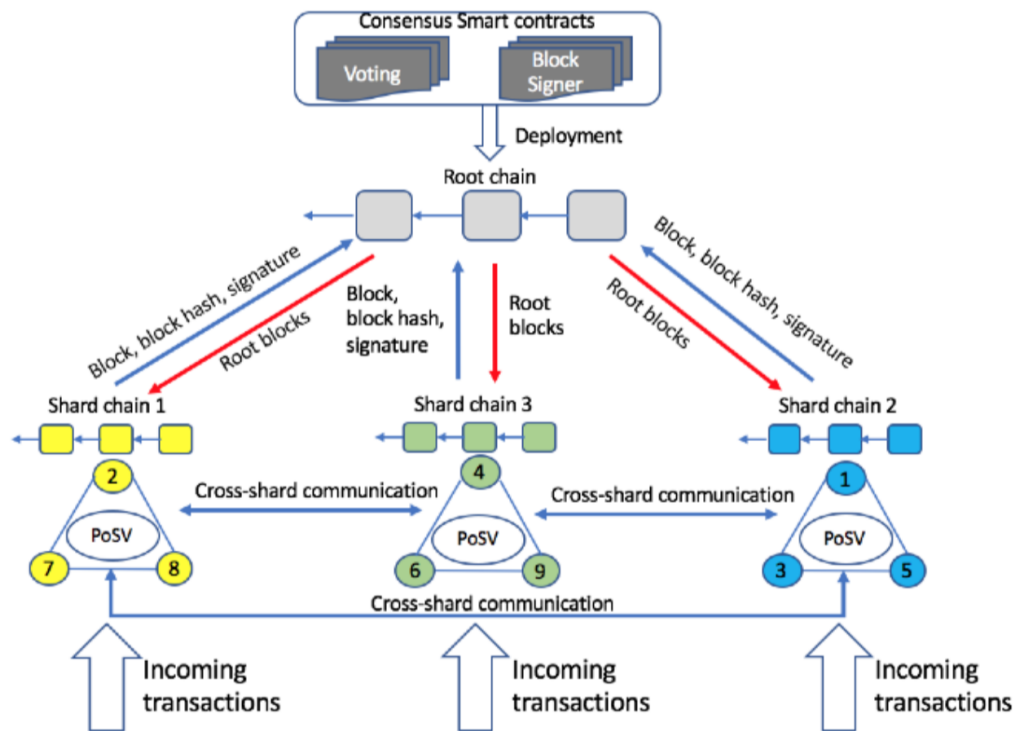 Consensus Smart contracts
Voting
Block
Signer
Deployment
Root chain
Block, block hash, signature
Root blocks
Block,
block hash,
signature
Root
blocks
Root blocks
Block, block hash, signature
Shard chain 1
Shard chain 3
Shard chain 2
2
4
1
Cross-shard communication
Cross-shard communication
PoSV
PoSV
PoSV
7
8
6
9
3
5
Cross-shard communication
Incoming
transactions
Incoming
transactions
Incoming
transactions